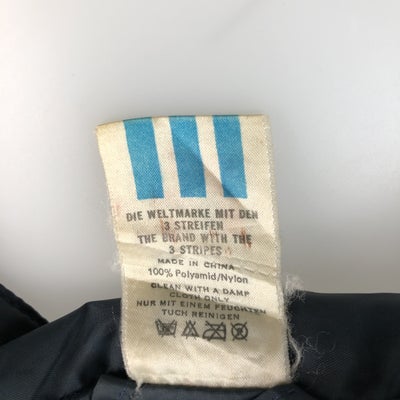 DIE WELTMARKE MIT DEN
3 STREIFEN
THE BRAND WITH THE
3 STRIPES
MADE IN CHINA
100% Polyamid/Nylon
CLEAN WITH A DAMP
CLOTH ONLY
NUR MIT EINEM FEUCHTEN
TUCH REINIGEN